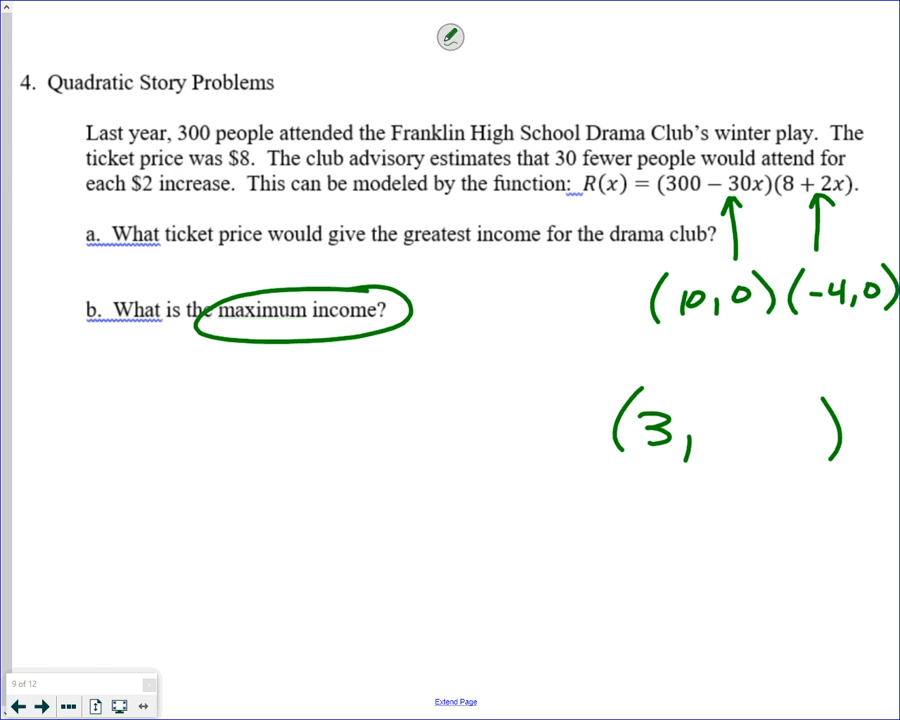 4. Quadratic Story Problems
Last year, 300 people attended the Franklin High School Drama Club's winter play. The
ticket price was $8. The club advisory estimates that 30 fewer people would attend for
each $2 increase. This can be modeled by the function: R(x) = (300 − 30x)(8 + 2x).
a. What ticket price would give the greatest income for the drama club?
(10,0)(-4,0)
b. What is the maximum income?
(3, )
9 of 12
Extend Page